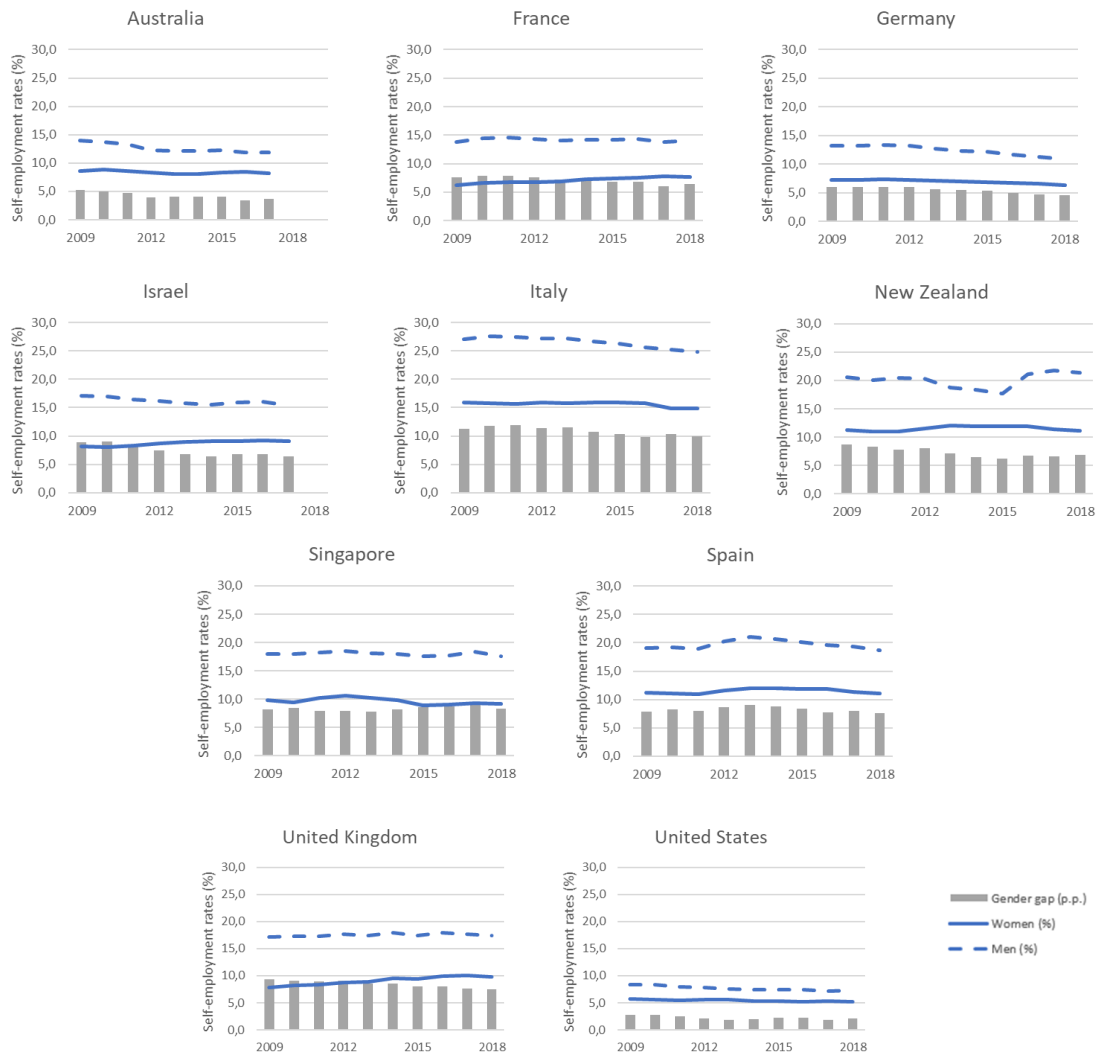 Australia
Self-employment rates (%)
30,0
25,0
20,0
15,0
10,0
5,0
0,0
2009 2012 2015 2018
France
Self-employment rates (%)
30,0
25,0
20,0
15,0
10,0
5,0
0,0
2009 2012 2015 2018
Germany
Self-employment rates (%)
30,0
25,0
20,0
15,0
10,0
5,0
0,0
2009 2012 2015 2018
Israel
Self-employment rates (%)
30,0
25,0
20,0
15,0
10,0
5,0
0,0
2009 2012 2015 2018
Italy
Self-employment rates (%)
30,0
25,0
20,0
15,0
10,0
5,0
0,0
2009 2012 2015 2018
New Zealand
Self-employment rates (%)
30,0
25,0
20,0
15,0
10,0
5,0
0,0
2009 2012 2015 2018
Singapore
Self-employment rates (%)
30,0
25,0
20,0
15,0
10,0
5,0
0,0
2009 2012 2015 2018
Spain
Self-employment rates (%)
30,0
25,0
20,0
15,0
10,0
5,0
0,0
2009 2012 2015 2018
United Kingdom
Self-employment rates (%)
30,0
25,0
20,0
15,0
10,0
5,0
0,0
2009 2012 2015 2018
United States
Self-employment rates (%)
30,0
25,0
20,0
15,0
10,0
5,0
0,0
2009 2012 2015 2018
Gender gap (p.p.)
Women (%)
Men (%)